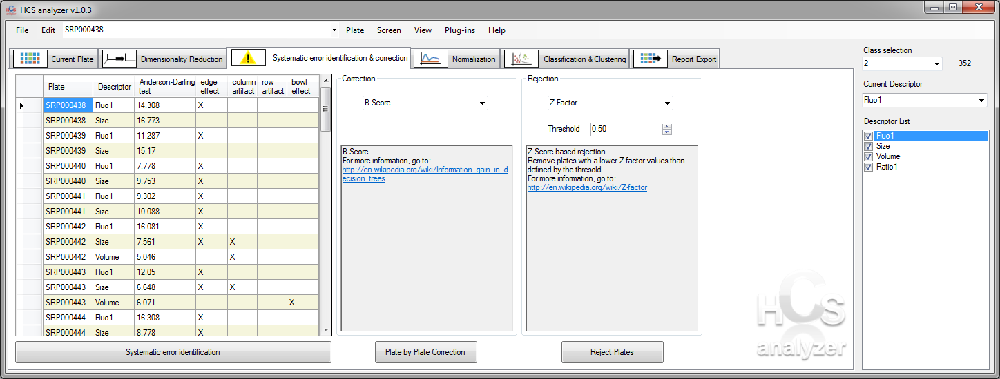 HCS analyzer v1.0.3
File Edit SRP000438 Plate Screen View Plug-ins Help
Current Plate Dimensionality Reduction Systematic error identification & correction Normalization Classification & Clustering Report Export
Plate Descriptor Anderson-Darling test edge effect column artifact row artifact bowl effect
SRP000438 Fluo1 14.308 X
SRP000438 Size 16.773
SRP000439 Fluo1 11.287 X
SRP000439 Size 15.17
SRP000440 Fluo1 7.778 X
SRP000440 Size 9.753 X
SRP000441 Fluo1 9.302 X
SRP000441 Size 10.088 X
SRP000442 Fluo1 16.081 X
SRP000442 Size 7.561 X X
SRP000442 Volume 5.046 X
SRP000443 Fluo1 12.05 X
SRP000443 Size 6.648 X X
SRP000443 Volume 6.071 X
SRP000444 Fluo1 16.308 X
SRP000444 Size 8.778 X
Systematic error identification
Correction
B-Score
B-Score.
For more information, go to:
http://en.wikipedia.org/wiki/Information_gain_in_d
ecision_trees
Plate by Plate Correction
Rejection
Z-Factor
Threshold 0.50
Z-Score based rejection.
Remove plates with a lower Z-factor values than
defined by the thresold.
For more information, go to:
http://en.wikipedia.org/wiki/Z-factor
Reject Plates
HCS
analyzer
Class selection
2 352
Current Descriptor
Fluo1
Descriptor List
Fluo1
Size
Volume
Ratio1